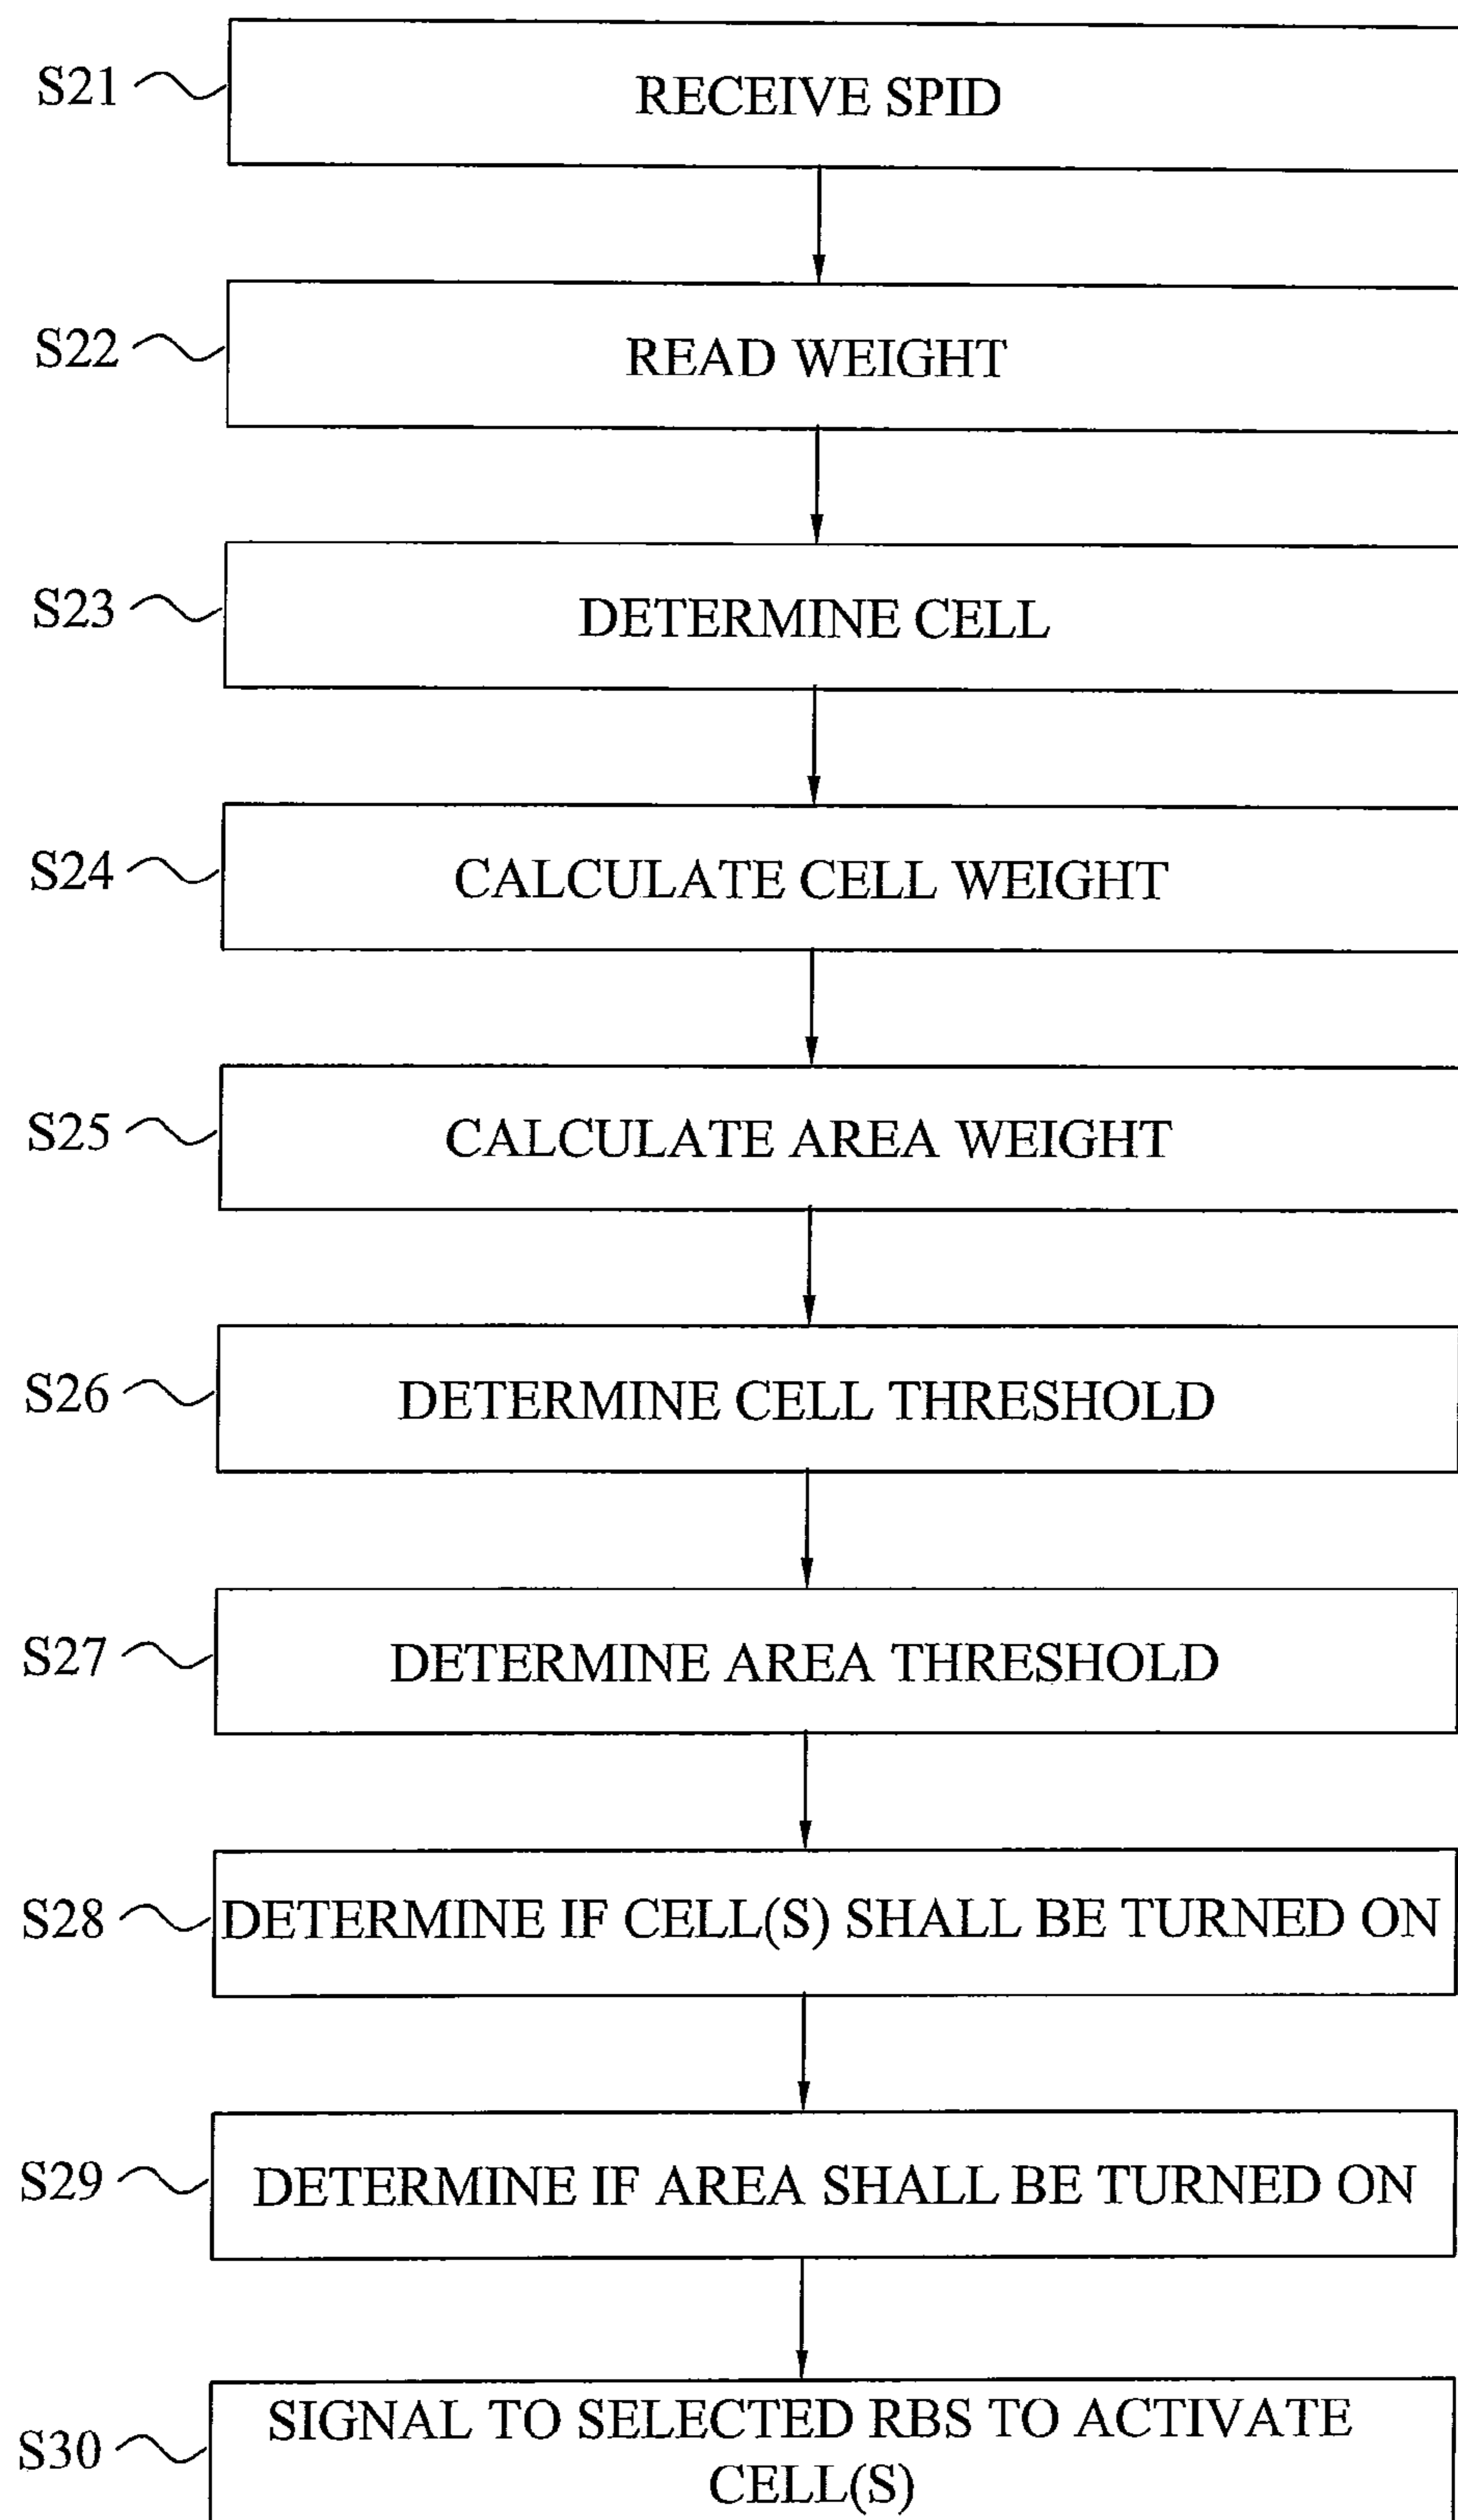 S21 RECEIVE SPID
S22 READ WEIGHT
S23 DETERMINE CELL
S24 CALCULATE CELL WEIGHT
S25 CALCULATE AREA WEIGHT
S26 DETERMINE CELL THRESHOLD
S27 DETERMINE AREA THRESHOLD
S28 DETERMINE IF CELL(S) SHALL BE TURNED ON
S29 DETERMINE IF AREA SHALL BE TURNED ON
S30 SIGNAL TO SELECTED RBS TO ACTIVATE
CELL(S)